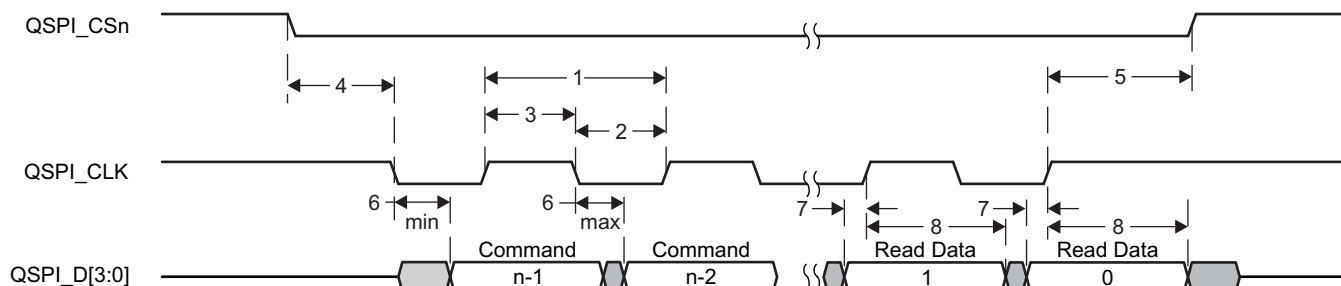 QSPI_CSn
4
1
5
3
2
QSPI_CLK
6
min
6
max
7
8
7
8
Command
Command
Read Data
Read Data
QSPI_D[3:0]
n-1
n-2
1
0